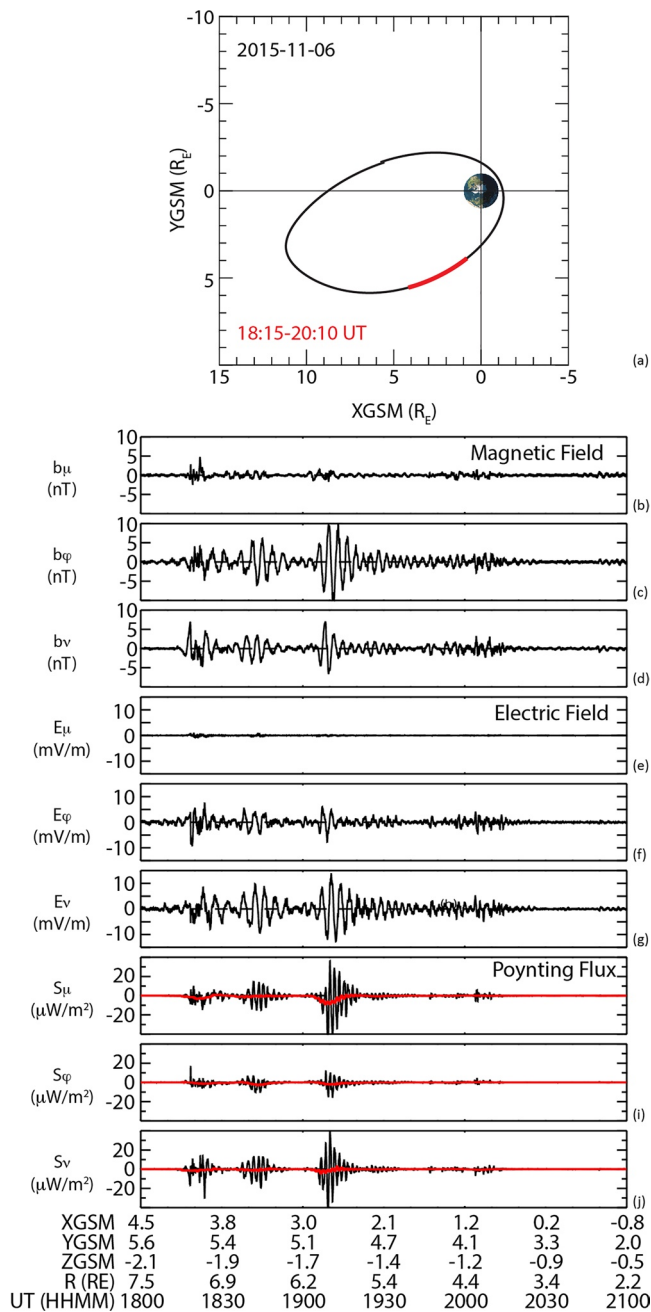 -10
2015-11-06
-5
YGSM (RE)
0
5
18:15-20:10 UT
(a)
15 10 5 0 -5
XGSM (RE)
10
bμ 5 Magnetic Field
0
(nT) -5
(b)
10
bφ 5
0
(nT) -5
(c)
10
bν 5
0
(nT) -5
(d)
10 Electric Field
Eμ 0
(mV/m) -10
(e)
10
Eφ 0
(mV/m) -10
(f)
10
Eν 0
(mV/m) -10
(g)
20 Poynting Flux
Sμ 0
(μW/m²) -20
(h)
20
Sφ 0
(μW/m²) -20
(i)
20
Sν 0
(μW/m²) -20
(j)
XGSM 4.5 3.8 3.0 2.1 1.2 0.2 -0.8
YGSM 5.6 5.4 5.1 4.7 4.1 3.3 2.0
ZGSM -2.1 -1.9 -1.7 -1.4 -1.2 -0.9 -0.5
R (RE) 7.5 6.9 6.2 5.4 4.4 3.4 2.2
UT (HHMM) 1800 1830 1900 1930 2000 2030 2100